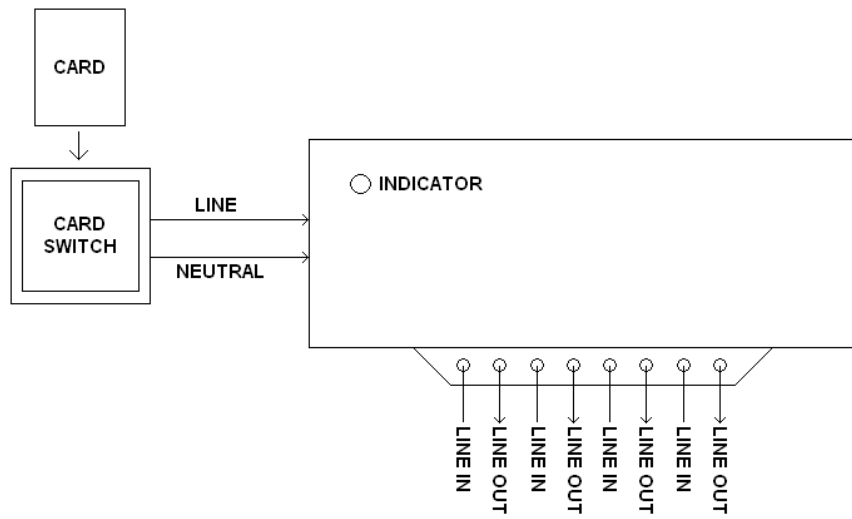 CARD
CARD
SWITCH
LINE
NEUTRAL
INDICATOR
LINE IN
LINE OUT
LINE IN
LINE OUT
LINE IN
LINE OUT
LINE IN
LINE OUT